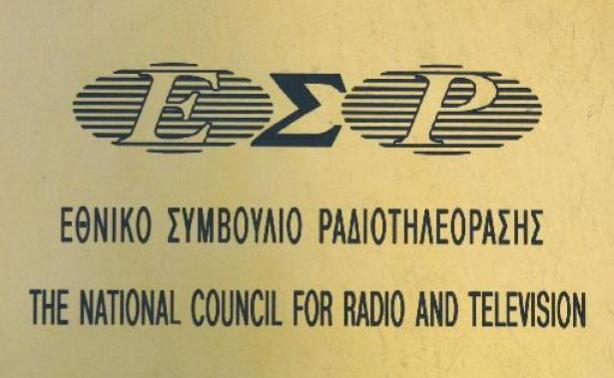 ΕΣΡ
ΕΘΝΙΚΟ ΣΥΜΒΟΥΛΙΟ ΡΑΔΙΟΤΗΛΕΟΡΑΣΗΣ
THE NATIONAL COUNCIL FOR RADIO AND TELEVISION